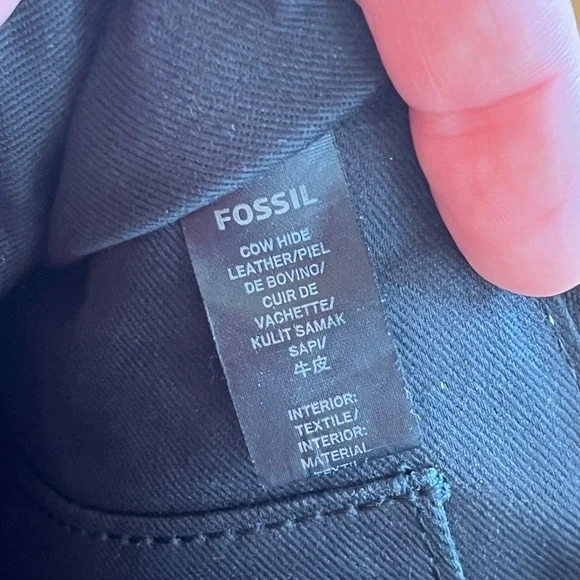 FOSSIL
COW HIDE
LEATHER/PIEL
DE BOVINO/
CUIR DE
VACHETTE/
KULIT SAMAK
SAPI/
牛皮
INTERIOR:
TEXTILE/
INTERIOR:
MATERIAL